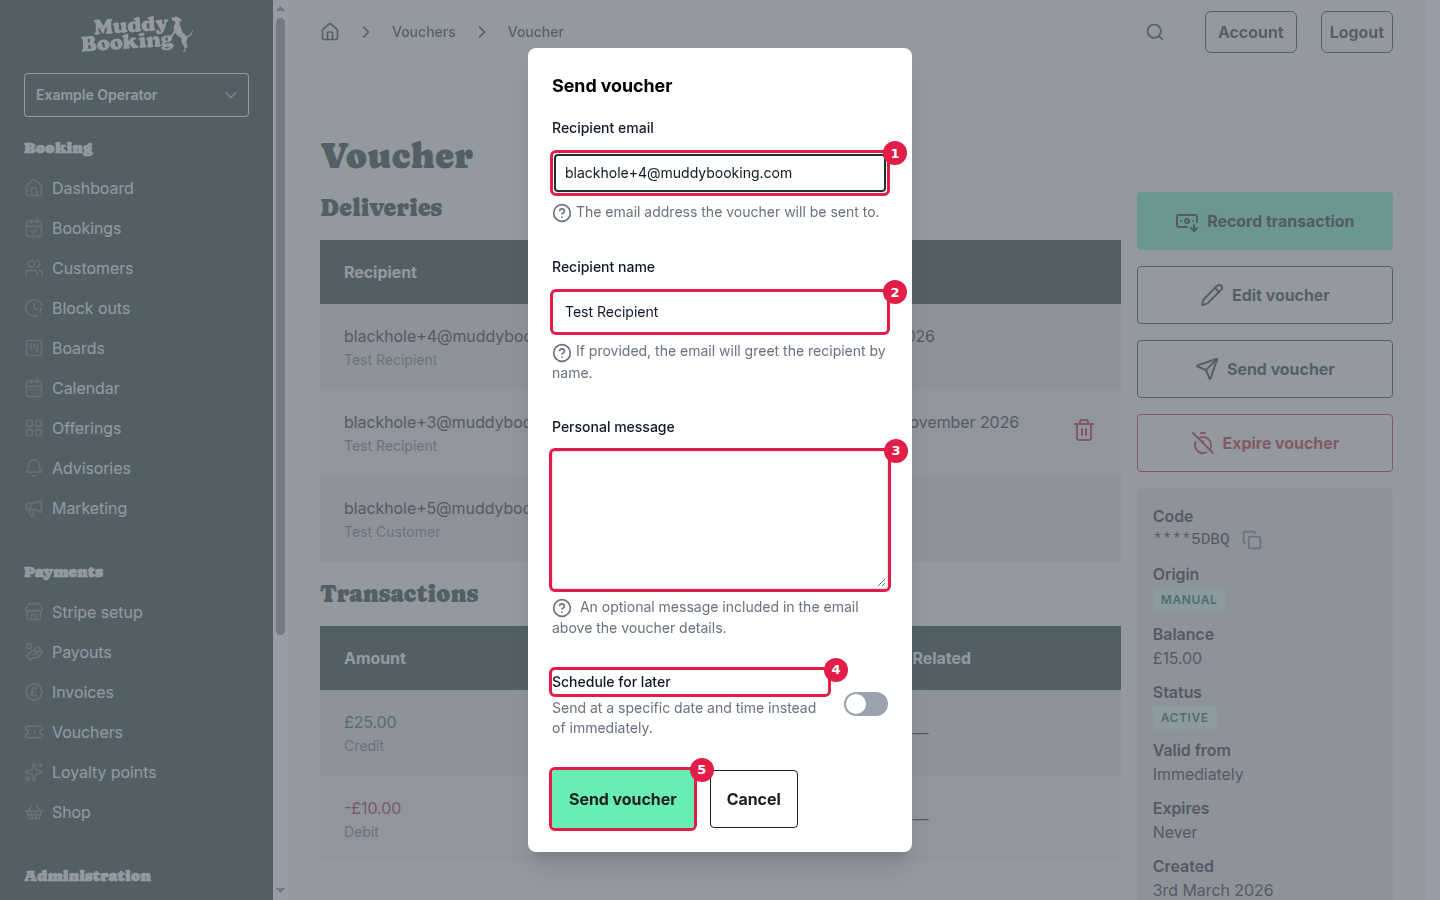 Muddy
Booking
Example Operator
Booking
Dashboard
Bookings
Customers
Block outs
Boards
Calendar
Offerings
Advisories
Marketing
Payments
Stripe setup
Payouts
Invoices
Vouchers
Loyalty points
Shop
Administration
Vouchers
Voucher
Account
Logout
Voucher
Deliveries
Recipient
blackhole+4@muddyboo
026
Test Recipient
blackhole+3@muddyboo
ovember 2026
Test Recipient
blackhole+5@muddyboo
Test Customer
Transactions
Amount
Related
£25.00
—
Credit
-£10.00
—
Debit
Send voucher
Recipient email
1
blackhole+4@muddybooking.com
The email address the voucher will be sent to.
Recipient name
2
Test Recipient
If provided, the email will greet the recipient by
name.
Personal message
3
An optional message included in the email
above the voucher details.
4
Schedule for later
Send at a specific date and time instead
of immediately.
5
Send voucher
Cancel
Record transaction
Edit voucher
Send voucher
Expire voucher
Code
****5DBQ
Origin
MANUAL
Balance
£15.00
Status
ACTIVE
Valid from
Immediately
Expires
Never
Created
3rd March 2026